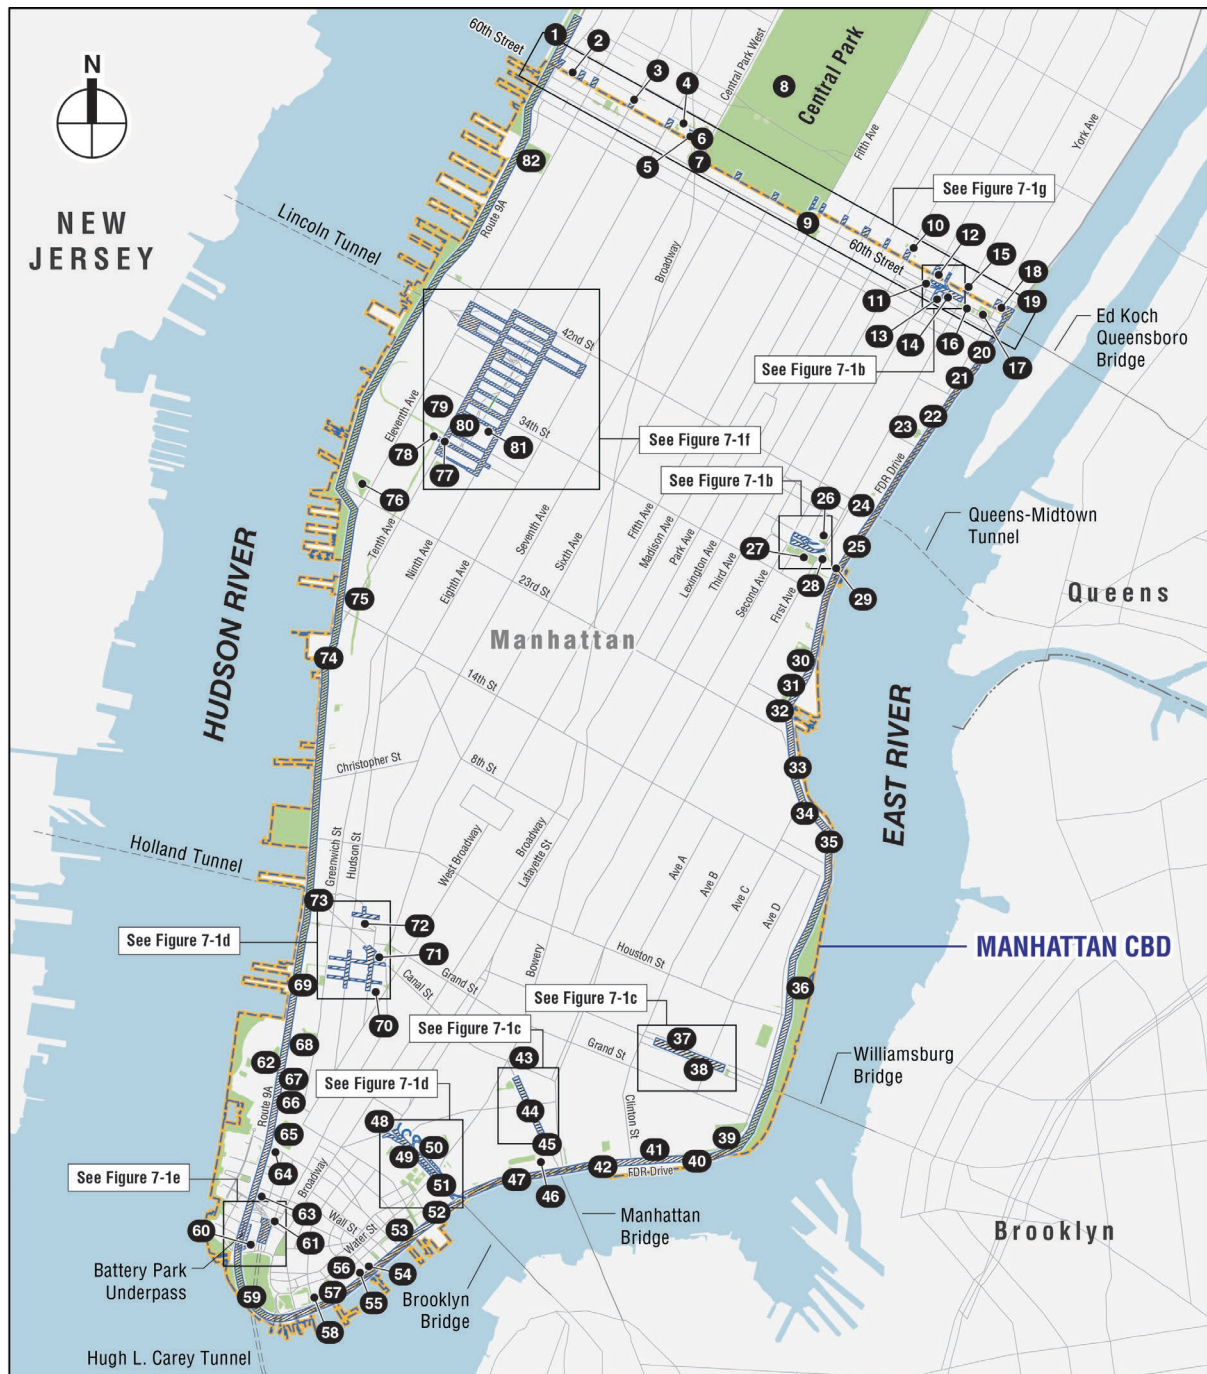 60th Street
1
2
3
4
5
6
7
8
Central Park West
Central Park
Fifth Ave
York Ave
N
NEW
JERSEY
82
Route 9A
Lincoln Tunnel
Broadway
9
60th Street
See Figure 7-1g
10
12
15
18
19
11
13
14
16
17
20
See Figure 7-1b
Ed Koch
Queensboro
Bridge
21
22
23
42nd St
34th St
Eleventh Ave
79
80
81
78
77
See Figure 7-1f
76
See Figure 7-1b
26
27
28
29
24
25
FDR Drive
Queens-Midtown
Tunnel
Queens
HUDSON RIVER
75
74
Tenth Ave
Ninth Ave
Eighth Ave
Seventh Ave
Sixth Ave
Fifth Ave
Madison Ave
Park Ave
Lexington Ave
Third Ave
Second Ave
First Ave
23rd St
Manhattan
14th St
30
31
32
33
34
35
EAST RIVER
Christopher St
8th St
Holland Tunnel
Greenwich St
Hudson St
West Broadway
Broadway
Lafayette St
Ave A
Ave B
Ave C
Ave D
73
72
71
70
69
See Figure 7-1d
Canal St
Grand St
Bowery
Houston St
MANHATTAN CBD
36
See Figure 7-1c
37
38
Grand St
See Figure 7-1c
43
44
45
46
Clinton St
Williamsburg
Bridge
39
40
41
42
FDR Drive
47
68
62
67
66
65
64
Route 9A
See Figure 7-1d
48
49
50
51
52
See Figure 7-1e
Broadway
Wall St
Water St
63
60
61
53
56
54
55
57
58
59
Battery Park
Underpass
Brooklyn
Bridge
Manhattan
Bridge
Brooklyn
Hugh L. Carey Tunnel